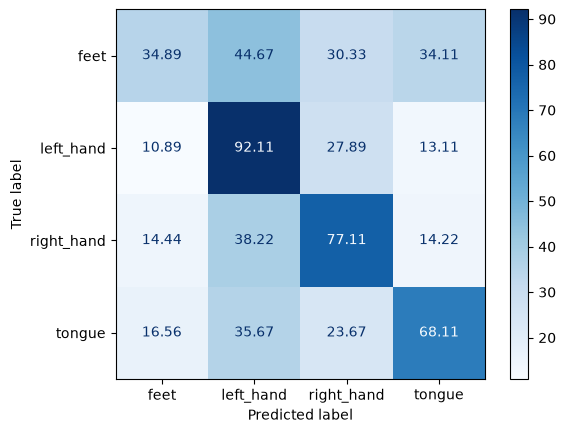 True label
feet 34.89 44.67 30.33 34.11
left_hand 10.89 92.11 27.89 13.11
right_hand 14.44 38.22 77.11 14.22
tongue 16.56 35.67 23.67 68.11
feet left_hand right_hand tongue
Predicted label
90
80
70
60
50
40
30
20